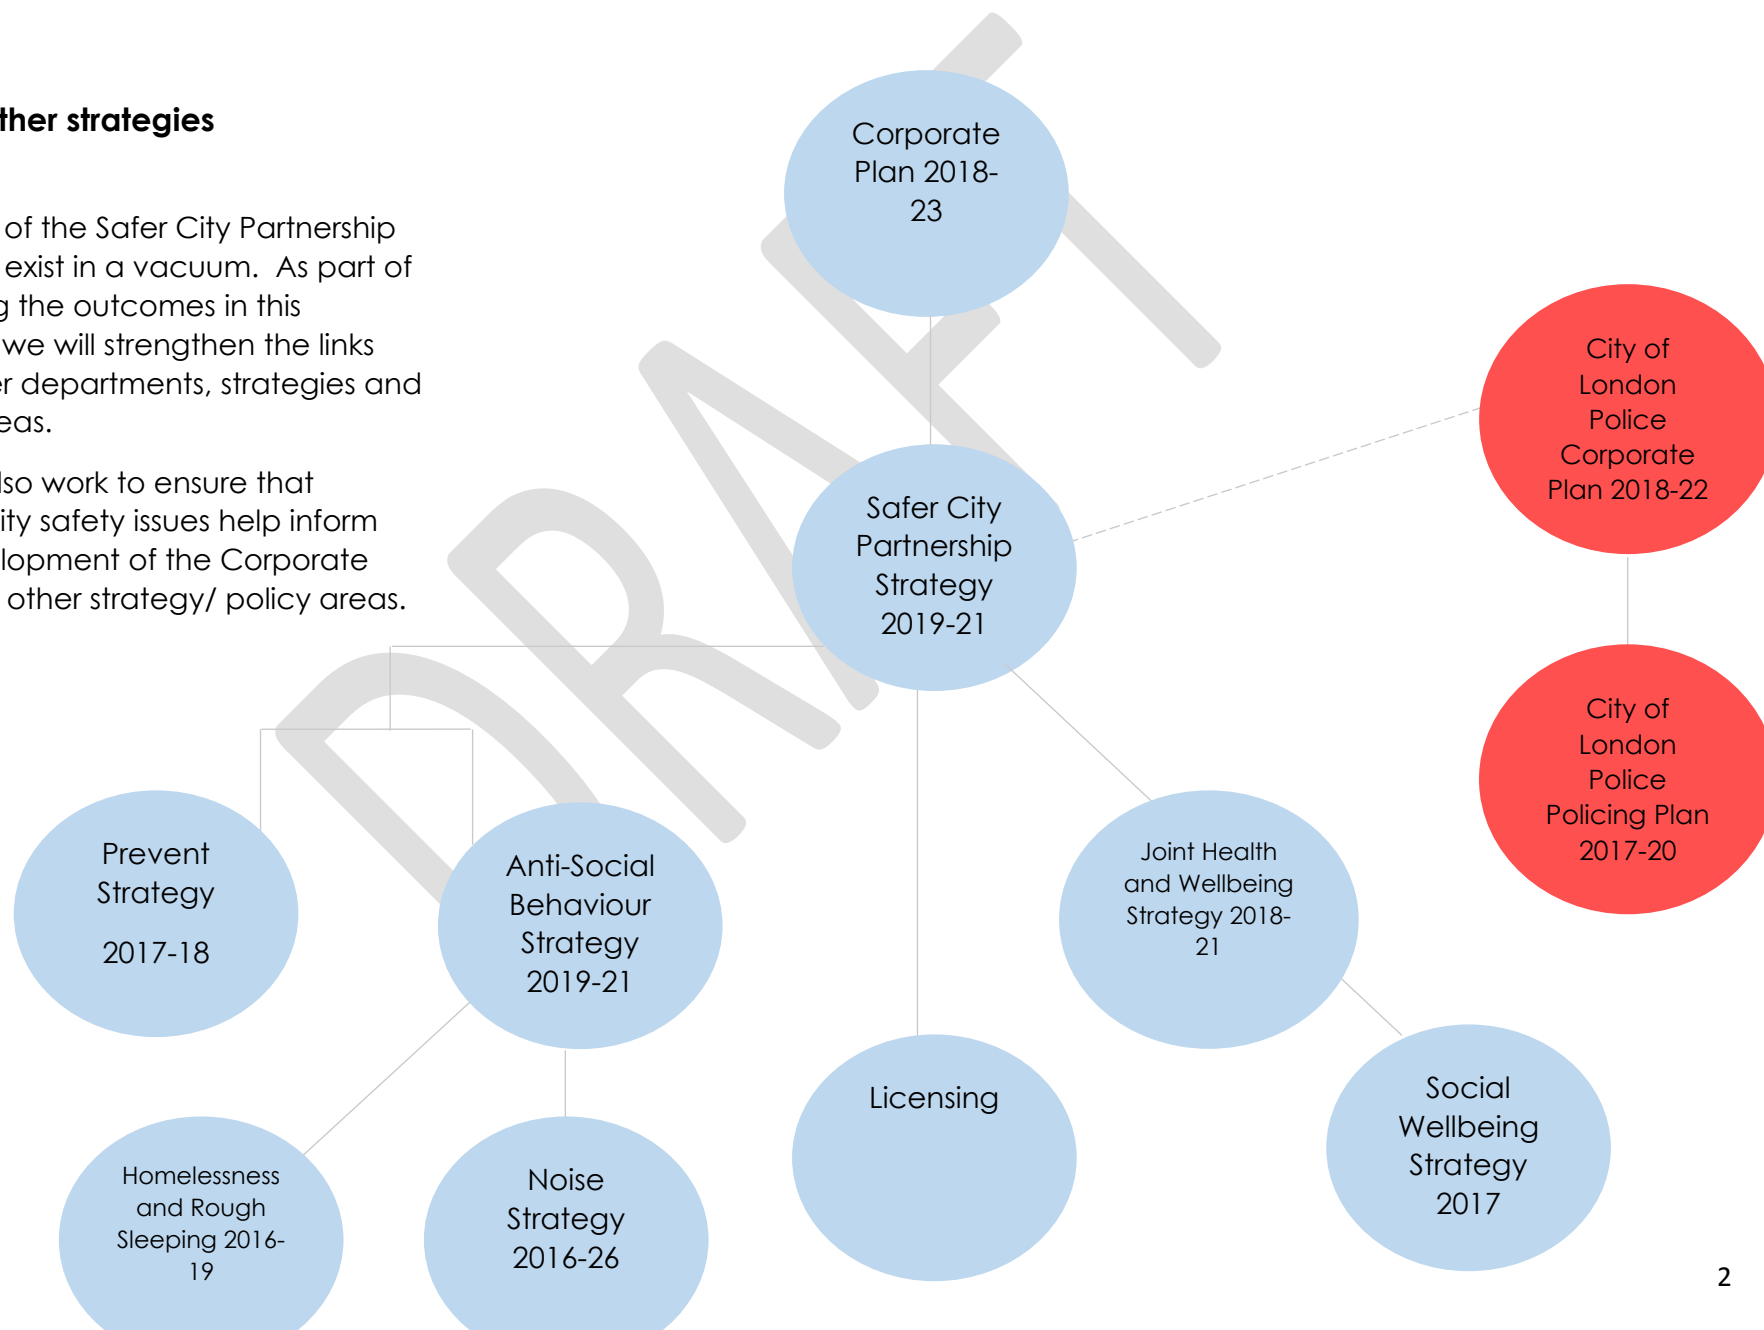 ther strategies
of the Safer City Partnership
exist in a vacuum.  As part of
g the outcomes in this
we will strengthen the links
er departments, strategies and
eas.
lso work to ensure that
ity safety issues help inform
lopment of the Corporate
other strategy/ policy areas.
DRAFT
Corporate
Plan 2018-
23
Safer City
Partnership
Strategy
2019-21
City of
London
Police
Corporate
Plan 2018-22
City of
London
Police
Policing Plan
2017-20
Prevent
Strategy
2017-18
Anti-Social
Behaviour
Strategy
2019-21
Joint Health
and Wellbeing
Strategy 2018-
21
Licensing
Social
Wellbeing
Strategy
2017
Homelessness
and Rough
Sleeping 2016-
19
Noise
Strategy
2016-26
2